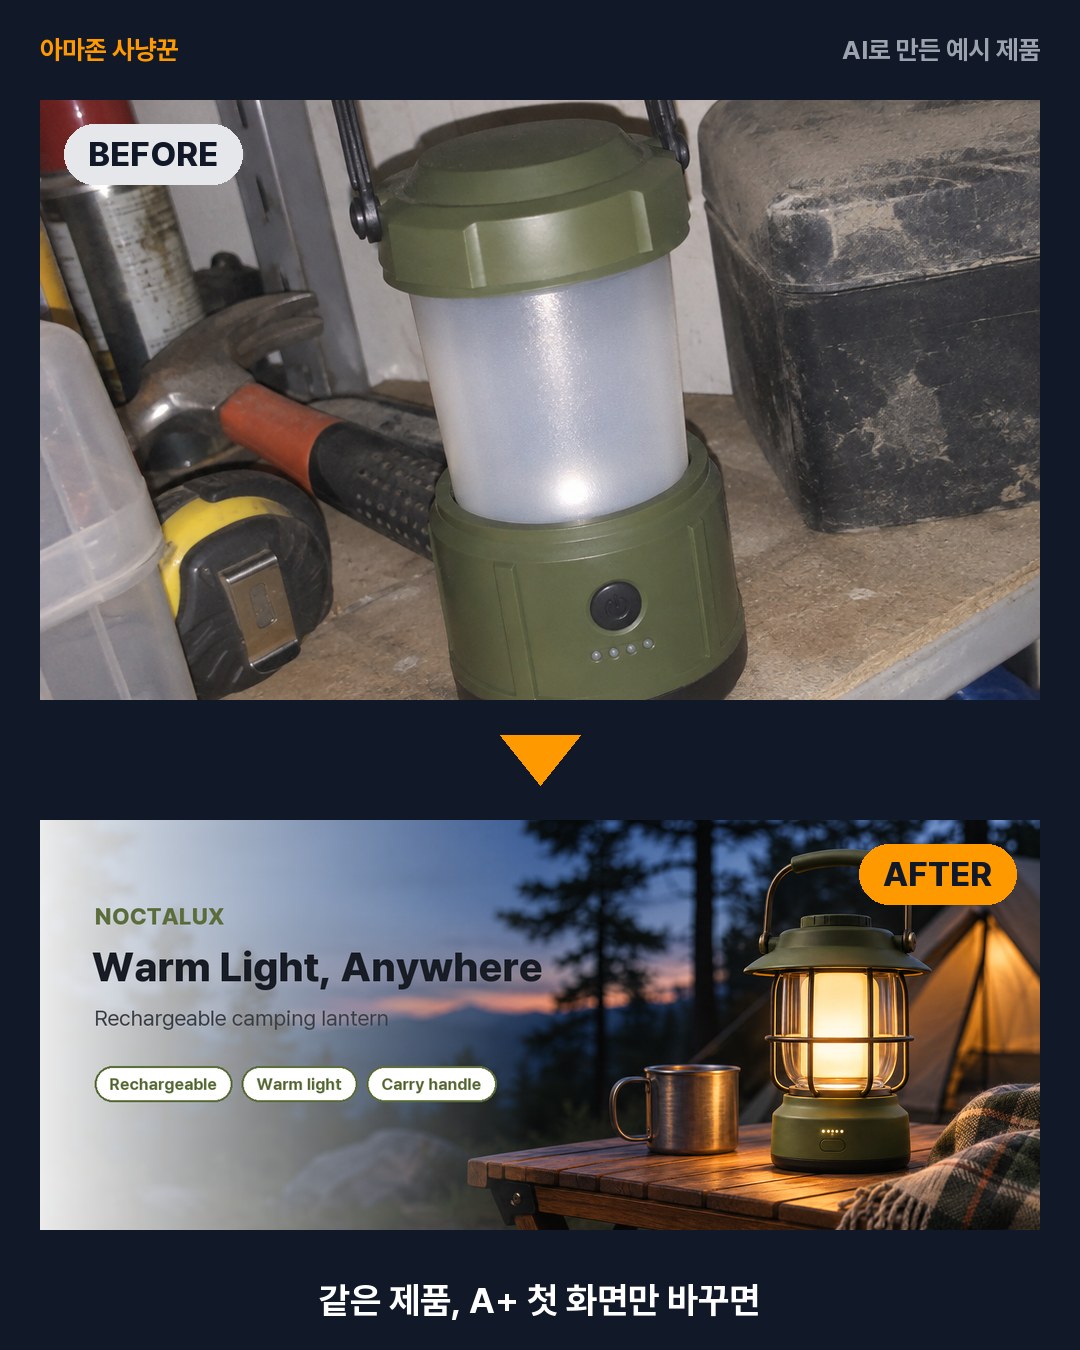 아마존 사냥꾼
AI로 만든 예시 제품
BEFORE
AFTER
NOCTALUX
Warm Light, Anywhere
Rechargeable camping lantern
Rechargeable
Warm light
Carry handle
같은 제품, A+ 첫 화면만 바꾸면